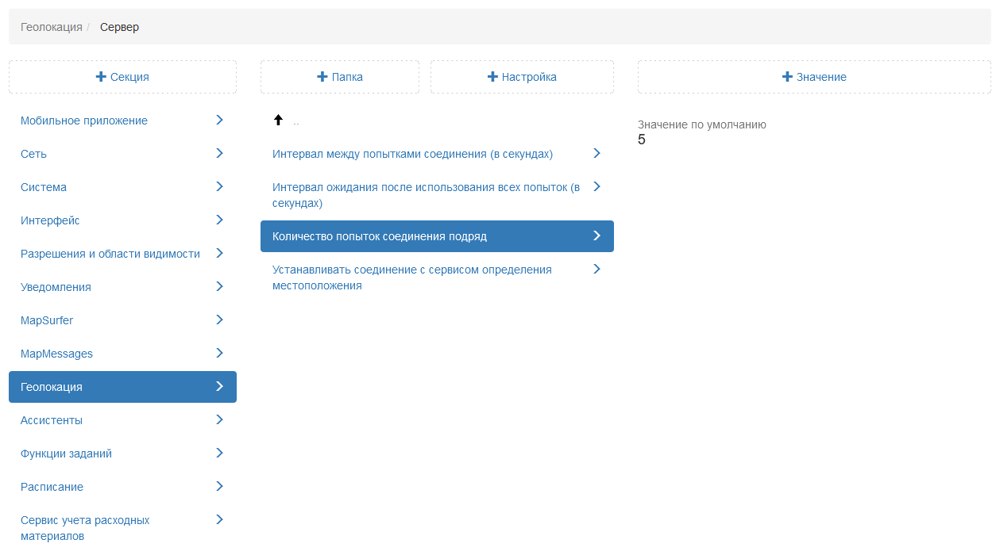 Геолокация / Сервер
Секция
Папка
Настройка
Значение
Мобильное приложение
Сеть
Система
Интерфейс
Разрешения и области видимости
Уведомления
MapSurfer
MapMessages
Геолокация
Ассистенты
Функции заданий
Расписание
Сервис учета расходных
материалов
..
Интервал между попытками соединения (в секундах)
Интервал ожидания после использования всех попыток (в
секундах)
Количество попыток соединения подряд
Устанавливать соединение с сервисом определения
местоположения
Значение по умолчанию
5